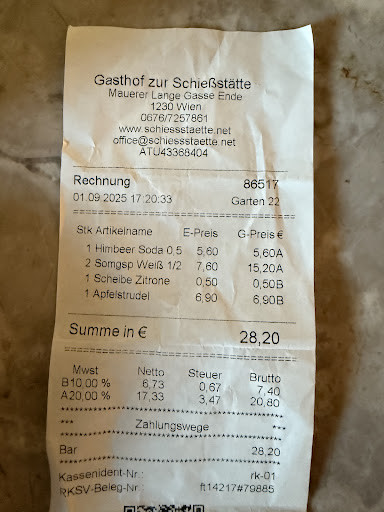 Gasthof zur Schießstätte
Mauerer Lange Gasse Ende
1230 Wien
0676/7257861
www.schiessstaette.net
office@schiessstaette.net
ATU43368404
Rechnung 86517
01.09.2025 17:20:33 Garten 22
Stk Artikelname E-Preis G-Preis €
1 Himbeer Soda 0,5 5,60 5,60A
2 Somgsp Weiß 1/2 7,60 15,20A
1 Scheibe Zitrone 0,50 0,50B
1 Apfelstrudel 6,90 6,90B
Summe in € 28,20
Mwst Netto Steuer Brutto
B10,00 % 6,73 0,67 7,40
A20,00 % 17,33 3,47 20,80
*** Zahlungswege ***
Bar 28,20
Kassenident-Nr.: rk-01
RKSV-Beleg-Nr.: ft14217#79885